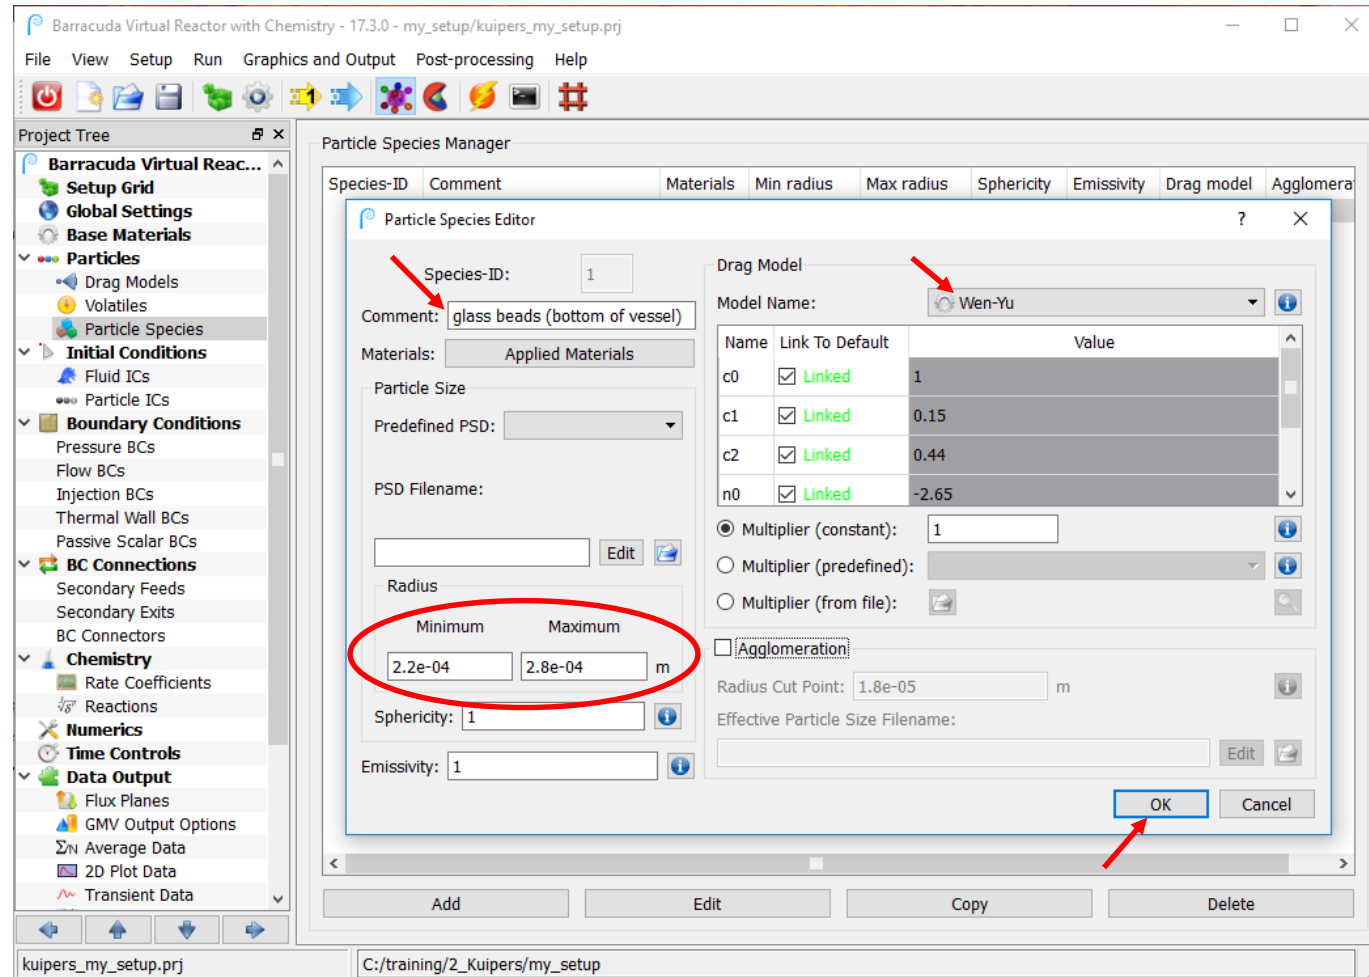 Barracuda Virtual Reactor with Chemistry - 17.3.0 - my_setup/kuipers_my_setup.prj
File View Setup Run Graphics and Output Post-processing Help
Project Tree
Barracuda Virtual Reac...
Setup Grid
Global Settings
Base Materials
Particles
Drag Models
Volatiles
Particle Species
Initial Conditions
Fluid ICs
Particle ICs
Boundary Conditions
Pressure BCs
Flow BCs
Injection BCs
Thermal Wall BCs
Passive Scalar BCs
BC Connections
Secondary Feeds
Secondary Exits
BC Connectors
Chemistry
Rate Coefficients
Reactions
Numerics
Time Controls
Data Output
Flux Planes
GMV Output Options
Average Data
2D Plot Data
Transient Data
Particle Species Manager
Species-ID Comment Materials Min radius Max radius Sphericity Emissivity Drag model Agglomera
Particle Species Editor ?
Species-ID: 1
Comment: glass beads (bottom of vessel)
Materials: Applied Materials
Particle Size
Predefined PSD:
PSD Filename:
Edit
Radius
Minimum Maximum
2.2e-04 2.8e-04 m
Sphericity: 1
Emissivity: 1
Drag Model
Model Name: Wen-Yu
Name Link To Default Value
c0 Linked 1
c1 Linked 0.15
c2 Linked 0.44
n0 Linked -2.65
Multiplier (constant): 1
Multiplier (predefined):
Multiplier (from file):
Agglomeration
Radius Cut Point: 1.8e-05 m
Effective Particle Size Filename:
Edit
OK Cancel
Add Edit Copy Delete
kuipers_my_setup.prj C:/training/2_Kuipers/my_setup